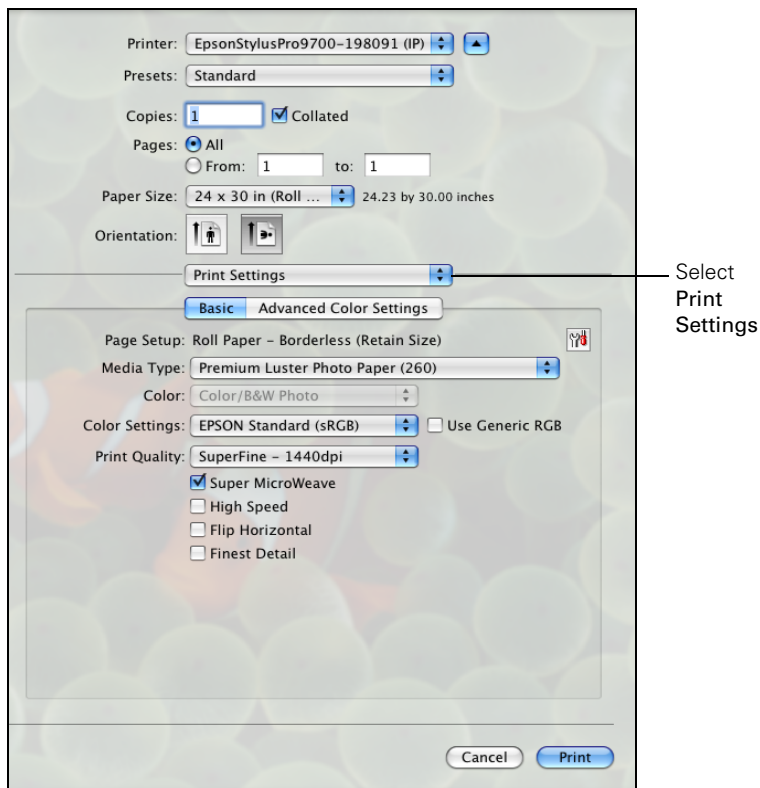 Printer: EpsonStylusPro9700-198091 (IP)
Presets: Standard
Copies: 1 Collated
Pages: All
From: 1 to: 1
Paper Size: 24 x 30 in (Roll ... 24.23 by 30.00 inches
Orientation:
Print Settings
Select
Print
Settings
Basic Advanced Color Settings
Page Setup: Roll Paper - Borderless (Retain Size)
Media Type: Premium Luster Photo Paper (260)
Color: Color/B&W Photo
Color Settings: EPSON Standard (sRGB) Use Generic RGB
Print Quality: SuperFine - 1440dpi
Super MicroWeave
High Speed
Flip Horizontal
Finest Detail
Cancel Print